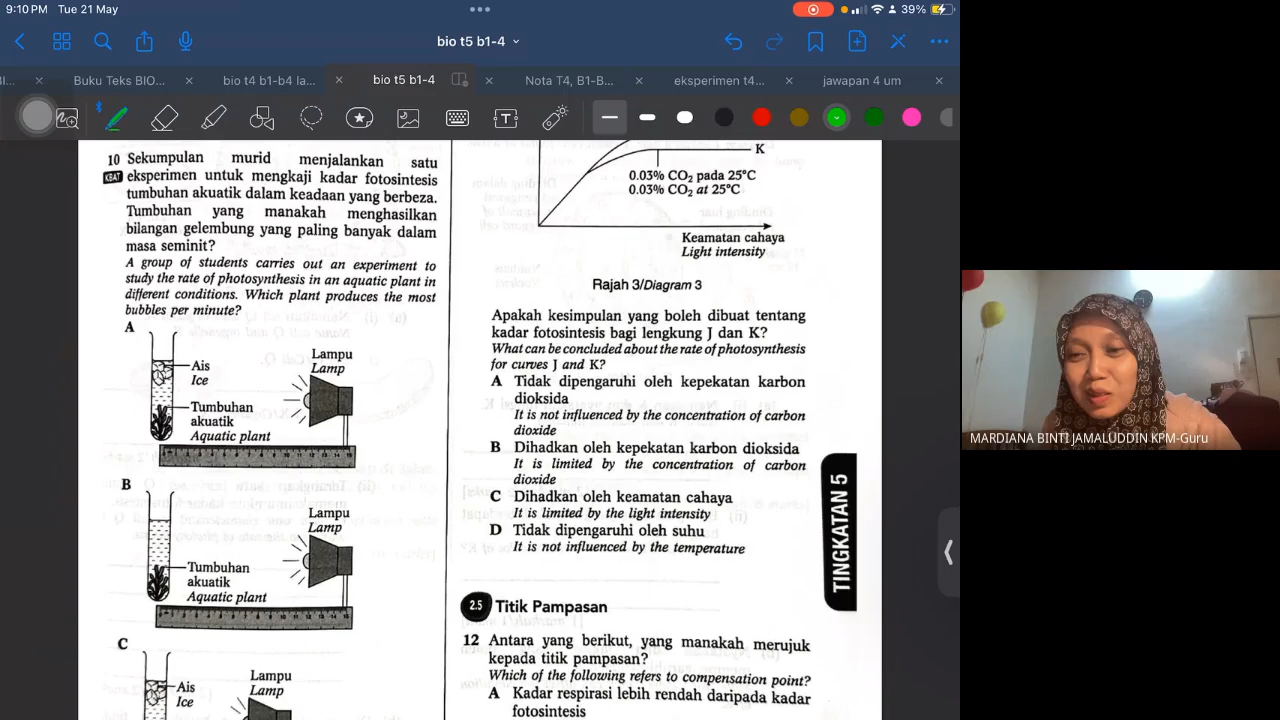 9:10 PM Tue 21 May
39%
bio t5 b1-4
Buku Teks BIO...
bio t4 b1-b4 la...
bio t5 b1-4
Nota T4, B1-B...
eksperimen t4...
jawapan 4 um
10 Sekumpulan murid menjalankan satu
KBAT eksperimen untuk mengkaji kadar fotosintesis
tumbuhan akuatik dalam keadaan yang berbeza.
Tumbuhan yang manakah menghasilkan
bilangan gelembung yang paling banyak dalam
masa seminit?
A group of students carries out an experiment to
study the rate of photosynthesis in an aquatic plant in
different conditions. Which plant produces the most
bubbles per minute?
A
Ais
Ice
Lampu
Lamp
Tumbuhan
akuatik
Aquatic plant
B
Lampu
Lamp
Tumbuhan
akuatik
Aquatic plant
C
Ais
Ice
Lampu
Lamp
K
0.03% CO₂ pada 25°C
0.03% CO₂ at 25°C
Keamatan cahaya
Light intensity
Rajah 3/Diagram 3
Apakah kesimpulan yang boleh dibuat tentang
kadar fotosintesis bagi lengkung J dan K?
What can be concluded about the rate of photosynthesis
for curves J and K?
A Tidak dipengaruhi oleh kepekatan karbon
dioksida
It is not influenced by the concentration of carbon
dioxide
B Dihadkan oleh kepekatan karbon dioksida
It is limited by the concentration of carbon
dioxide
C Dihadkan oleh keamatan cahaya
It is limited by the light intensity
D Tidak dipengaruhi oleh suhu
It is not influenced by the temperature
2.5 Titik Pampasan
12 Antara yang berikut, yang manakah merujuk
kepada titik pampasan?
Which of the following refers to compensation point?
A Kadar respirasi lebih rendah daripada kadar
fotosintesis
TINGKATAN 5
MARDIANA BINTI JAMALUDDIN KPM-Guru